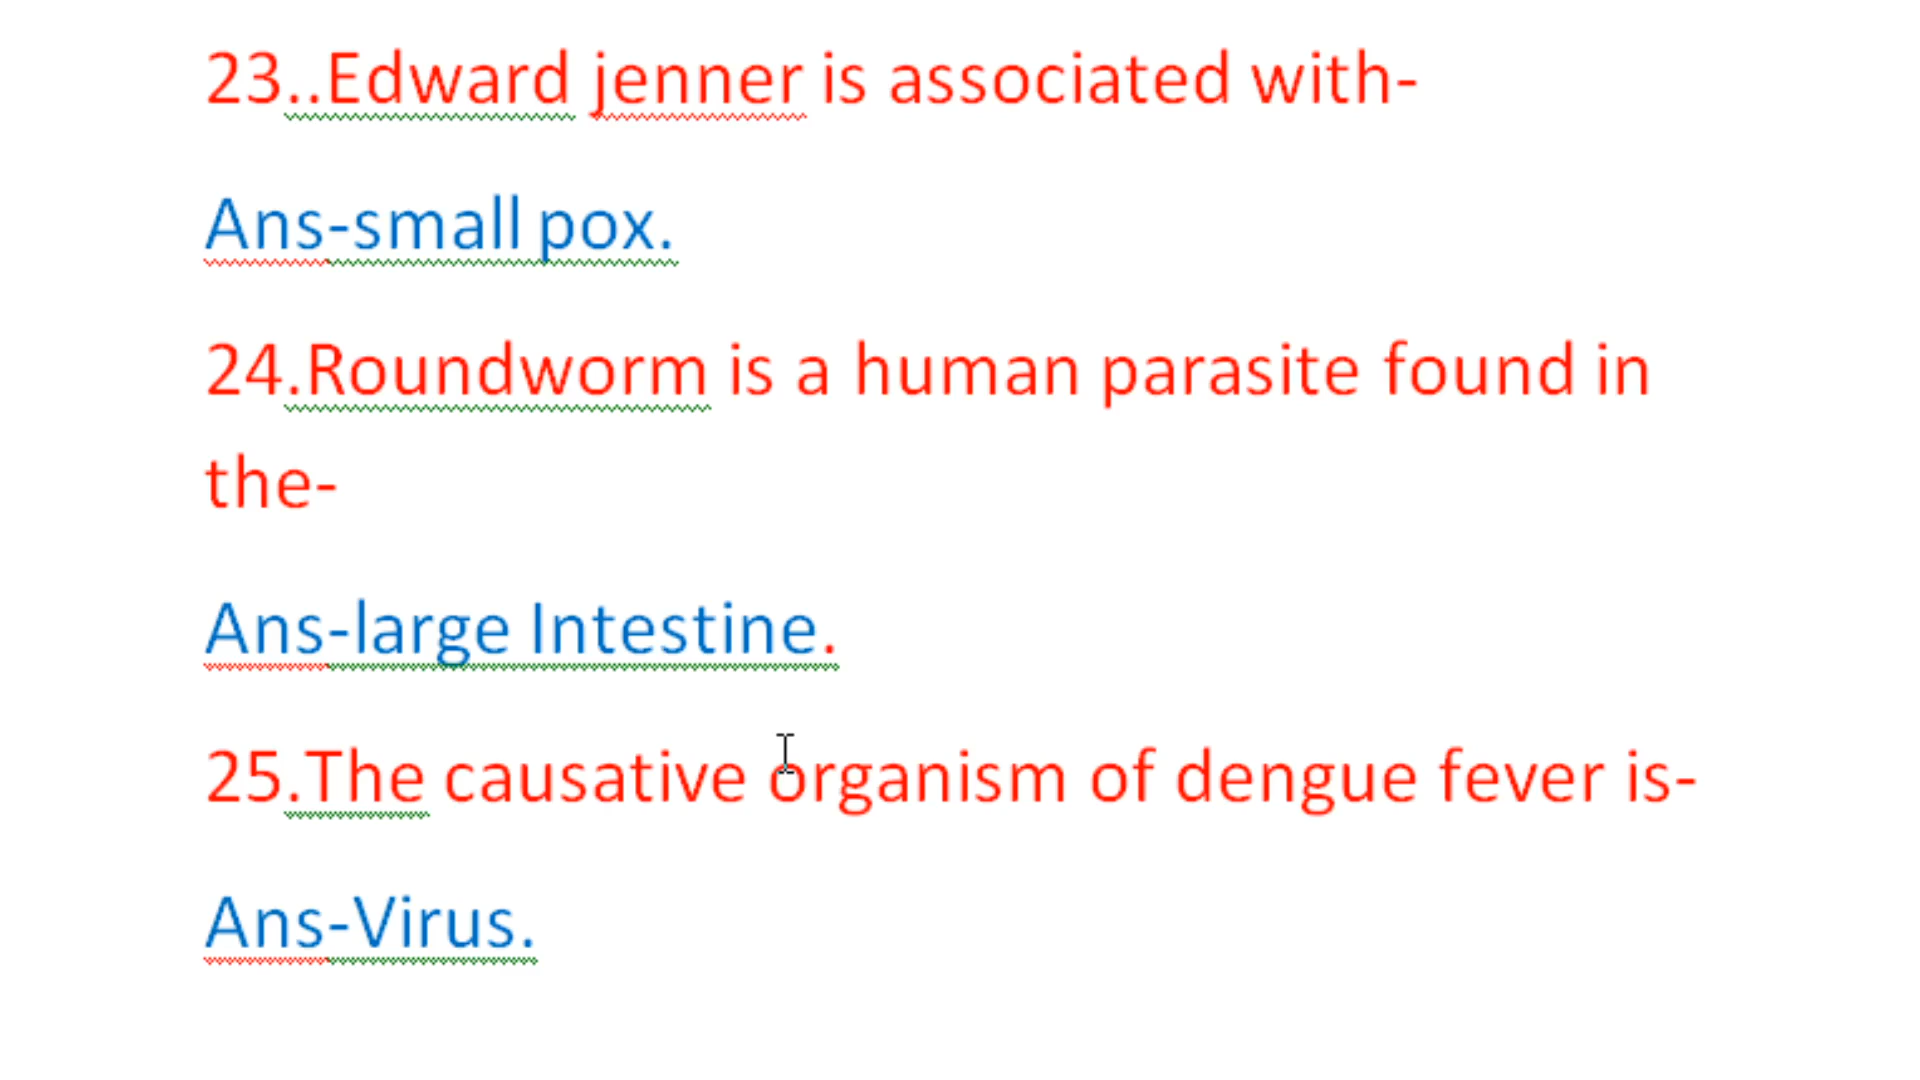 23..Edward jenner is associated with-
Ans-small pox.
24.Roundworm is a human parasite found in
the-
Ans-large Intestine.
25.The causative organism of dengue fever is-
Ans-Virus.